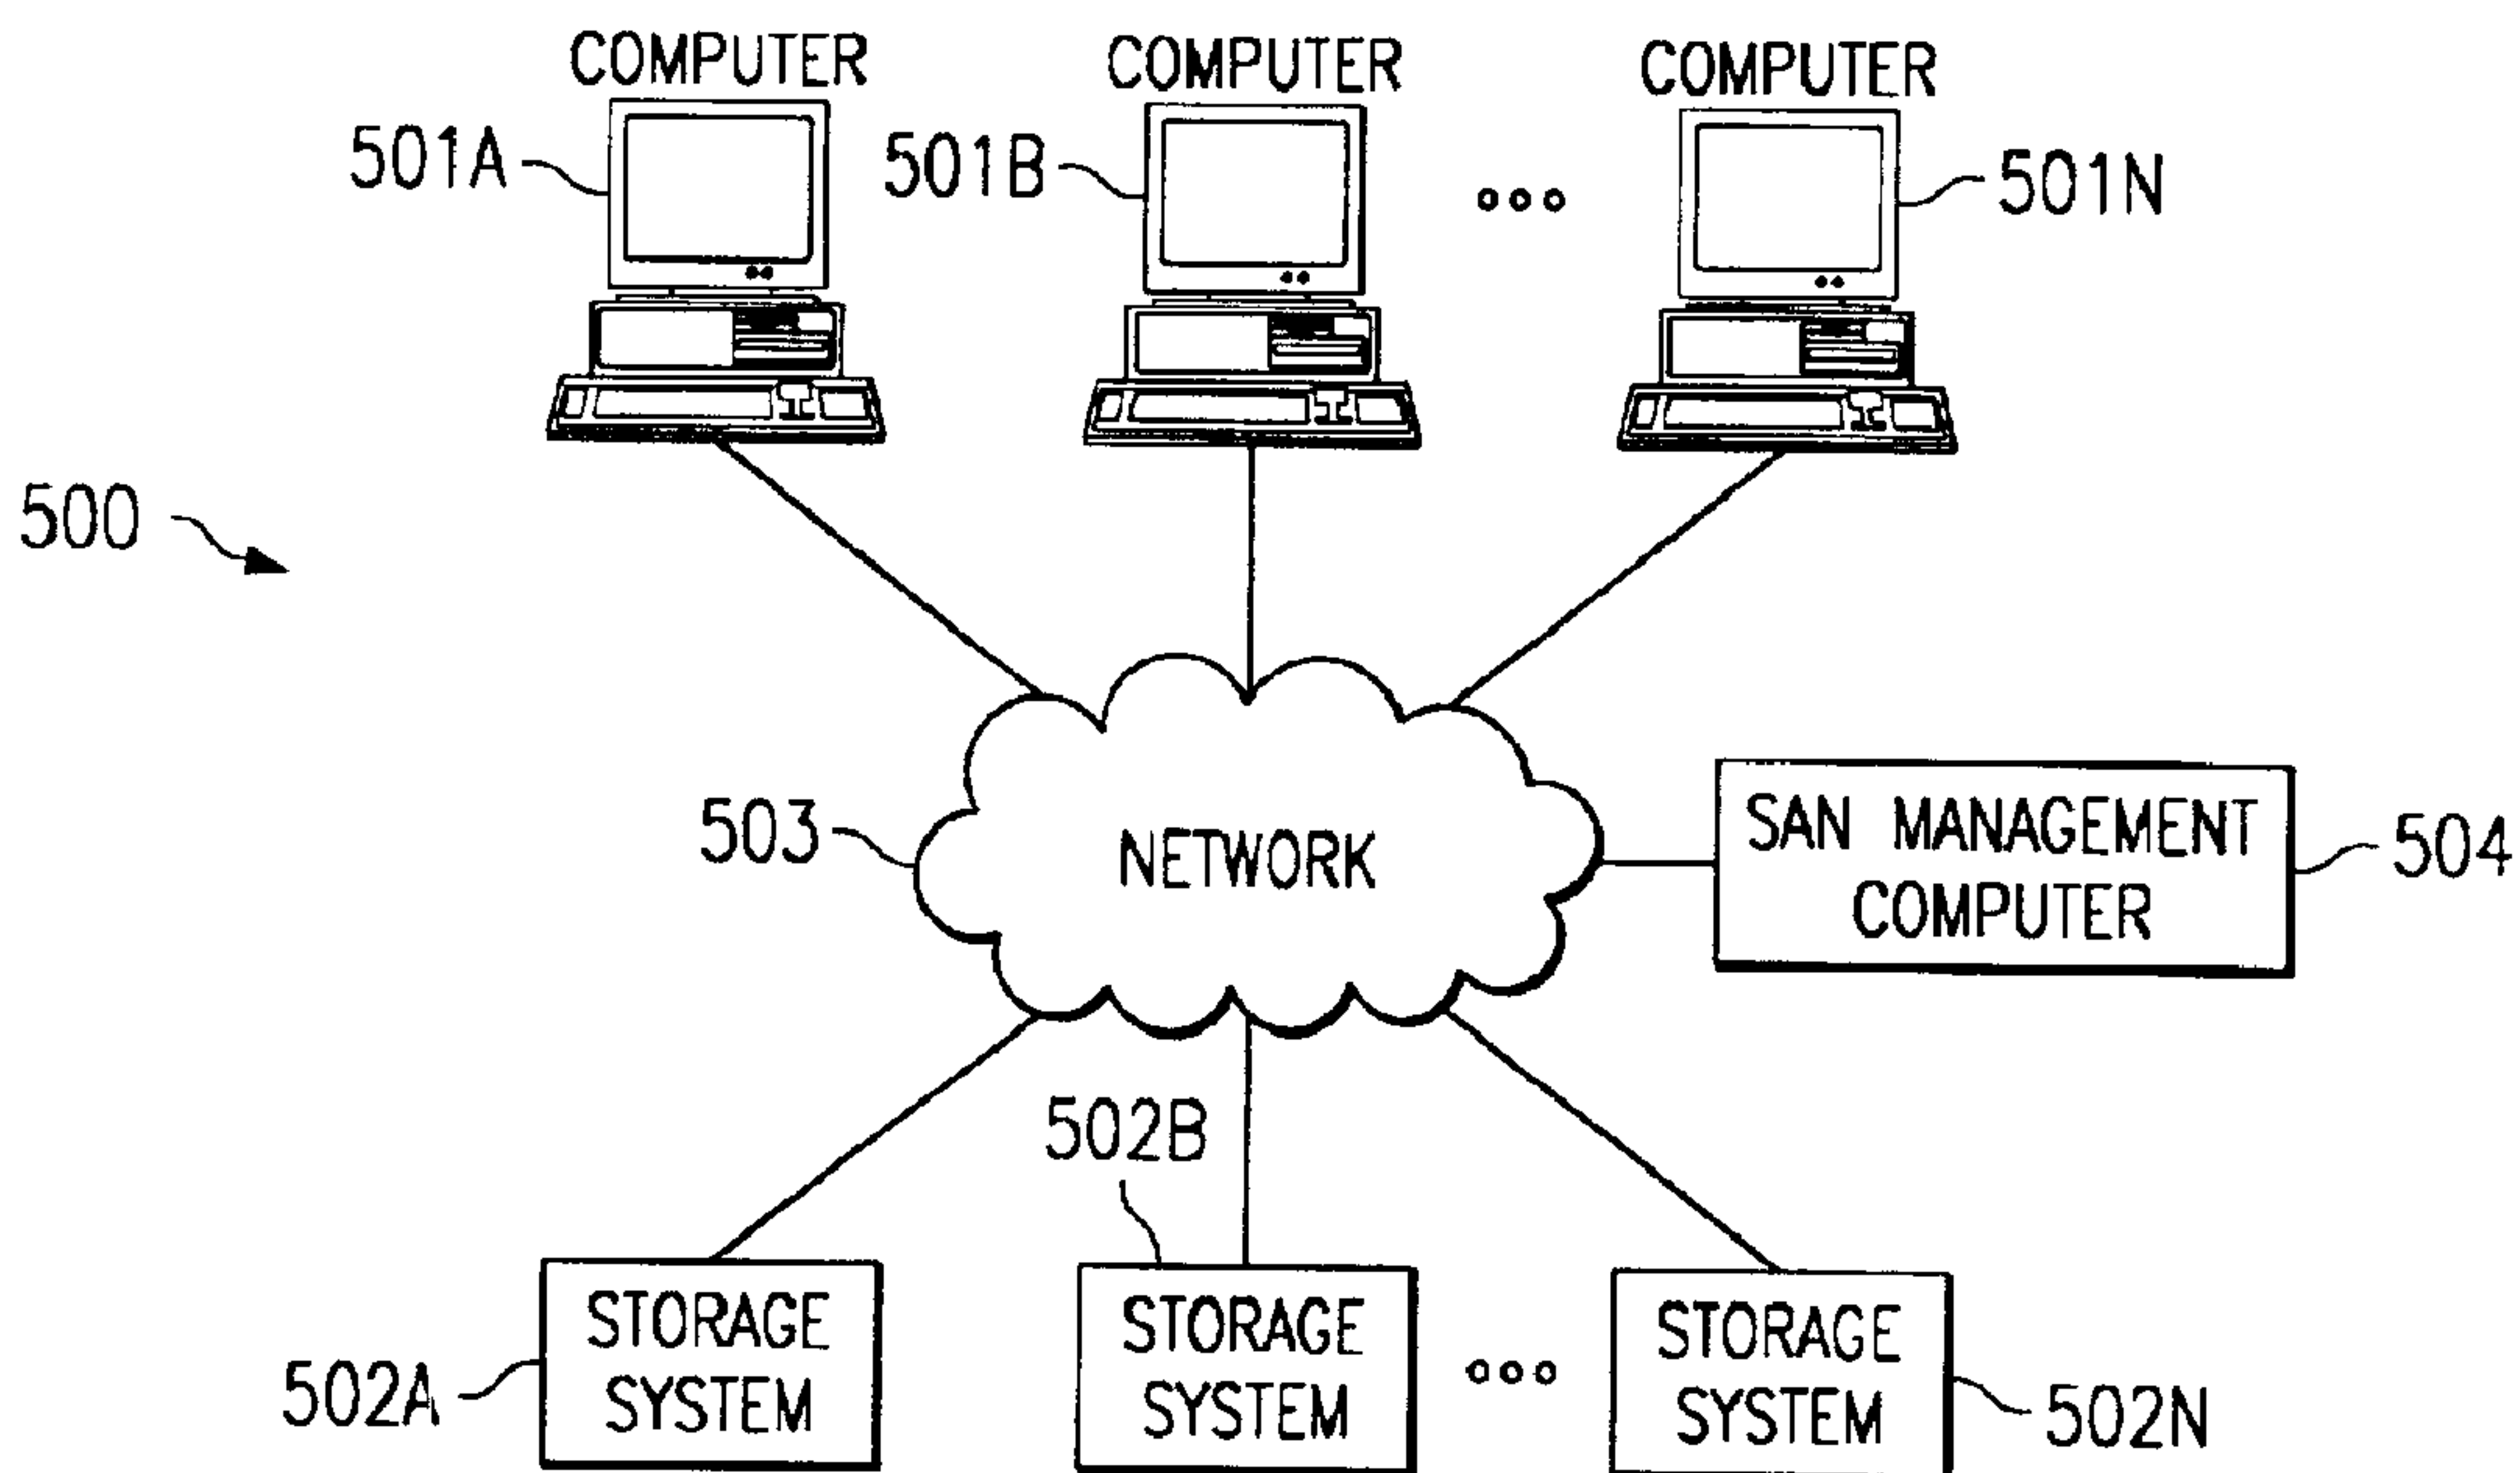 COMPUTER
COMPUTER
COMPUTER
501A
501B
501N
500
503
NETWORK
SAN MANAGEMENT
COMPUTER
504
502B
STORAGE
SYSTEM
502A
STORAGE
SYSTEM
STORAGE
SYSTEM
502N